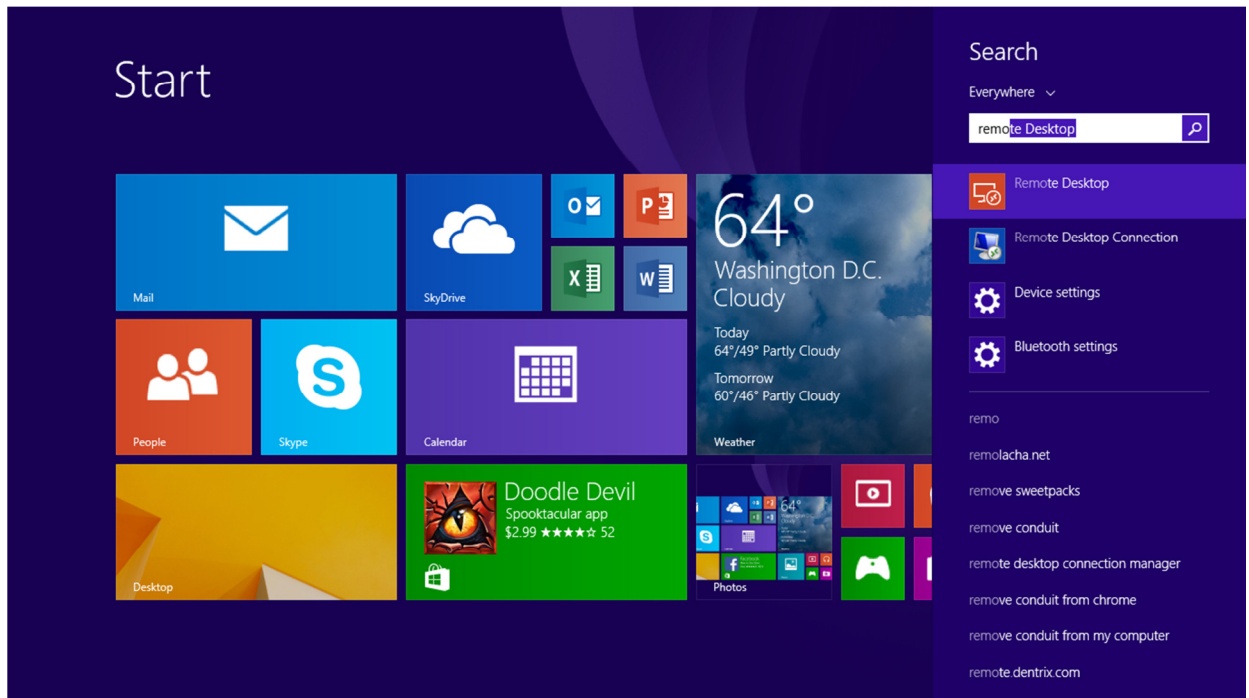 Start
Mail
SkyDrive
O
P
X
W
64°
Washington D.C.
Cloudy
Today
64°/49° Partly Cloudy
Tomorrow
60°/46° Partly Cloudy
Weather
People
S
Skype
Calendar
Desktop
Doodle Devil
Spooktacular app
$2.99 ★★★★☆ 52
64°
S
f
Photos
Search
Everywhere
remote Desktop
Remote Desktop
Remote Desktop Connection
Device settings
Bluetooth settings
remo
remolacha.net
remove sweetpacks
remove conduit
remote desktop connection manager
remove conduit from chrome
remove conduit from my computer
remote.dentrix.com